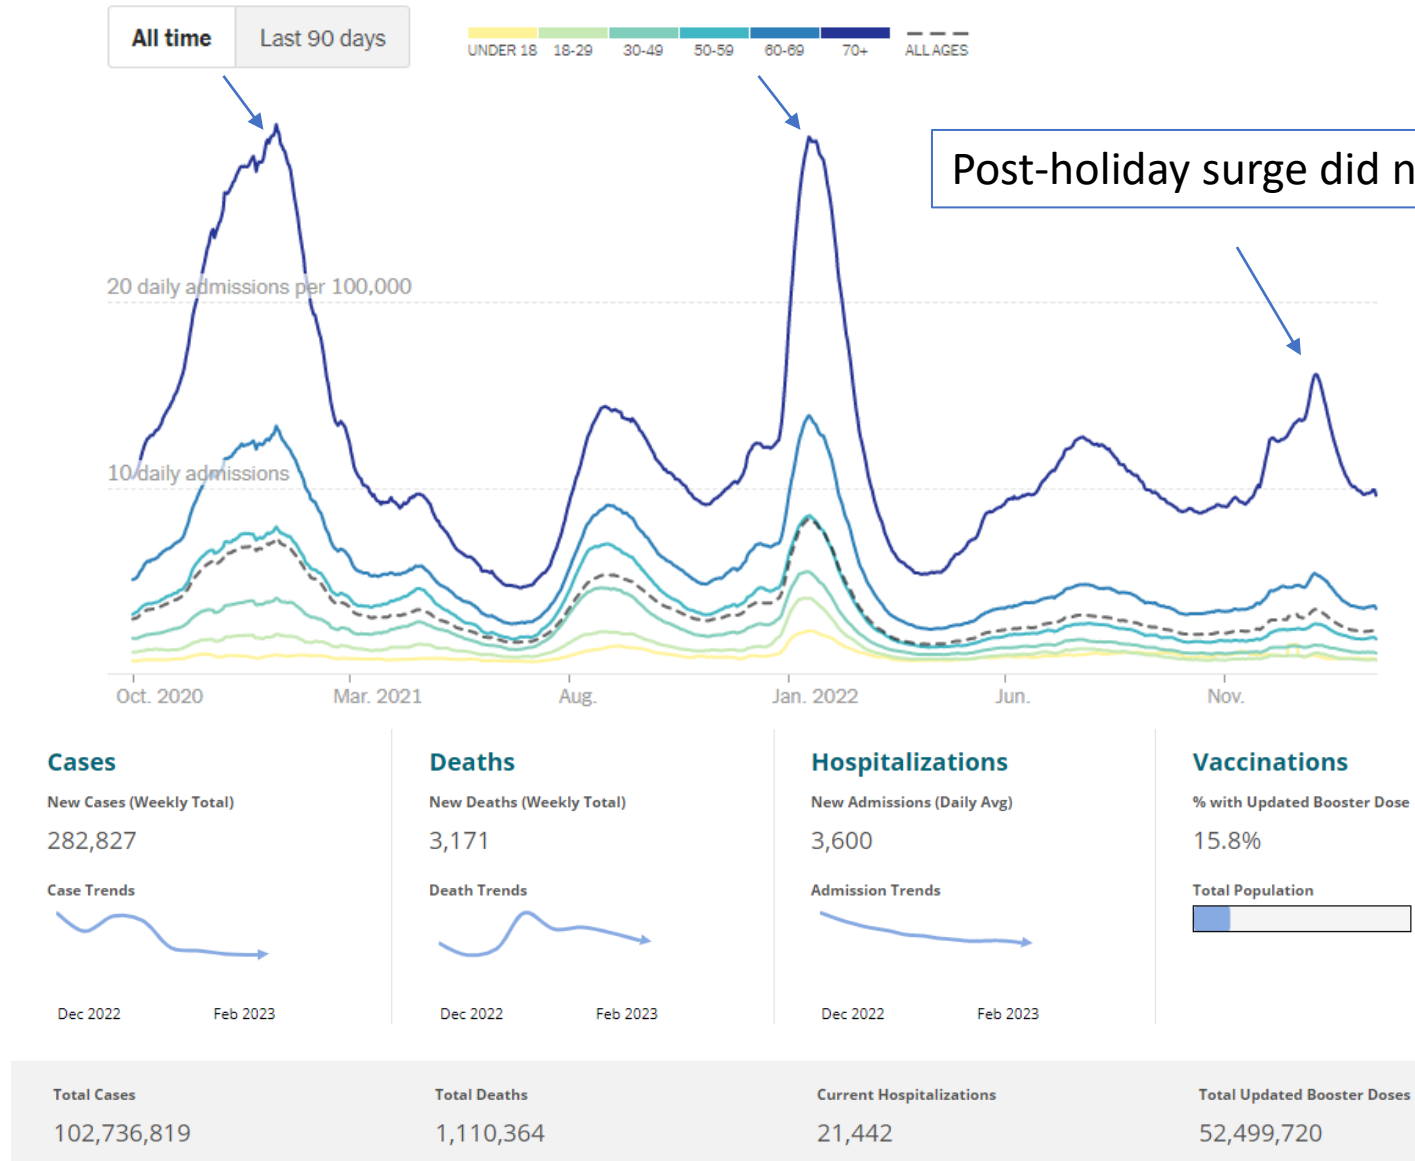 All time Last 90 days
UNDER 18 18-29 30-49 50-59 60-69 70+ ALL AGES
Post-holiday surge did n
20 daily admissions per 100,000
10 daily admissions
Oct. 2020 Mar. 2021 Aug. Jan. 2022 Jun. Nov.
Cases Deaths Hospitalizations Vaccinations
New Cases (Weekly Total) New Deaths (Weekly Total) New Admissions (Daily Avg) % with Updated Booster Dose
282,827 3,171 3,600 15.8%
Case Trends Death Trends Admission Trends Total Population
Dec 2022 Feb 2023 Dec 2022 Feb 2023 Dec 2022 Feb 2023
Total Cases Total Deaths Current Hospitalizations Total Updated Booster Doses
102,736,819 1,110,364 21,442 52,499,720